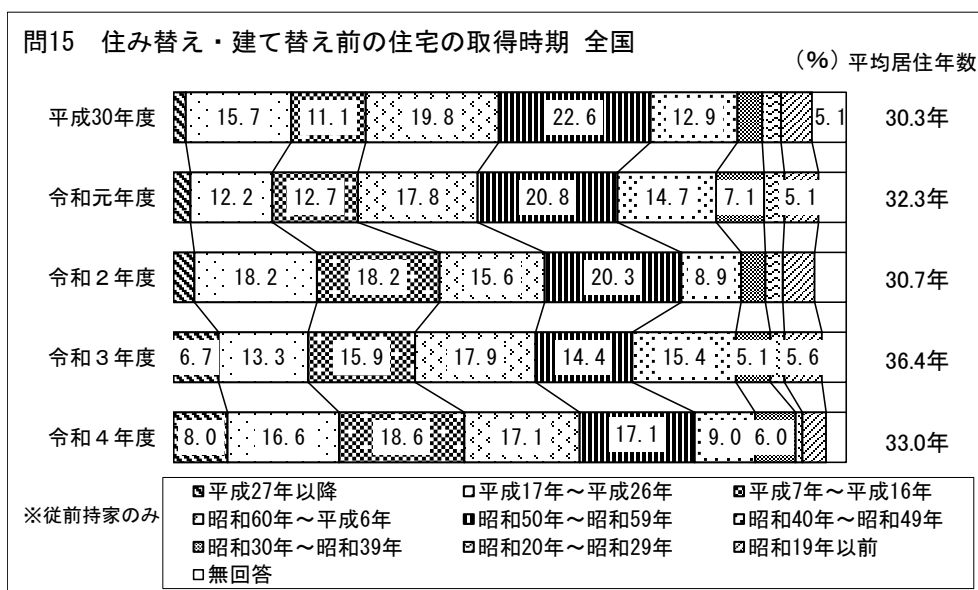 問15　住み替え・建て替え前の住宅の取得時期 全国
（%）平均居住年数
平成30年度 15.7 11.1 19.8 22.6 12.9 5.1 30.3年
令和元年度 12.2 12.7 17.8 20.8 14.7 7.1 5.1 32.3年
令和２年度 18.2 18.2 15.6 20.3 8.9 30.7年
令和３年度 6.7 13.3 15.9 17.9 14.4 15.4 5.1 5.6 36.4年
令和４年度 8.0 16.6 18.6 17.1 17.1 9.0 6.0 33.0年
平成27年以降 平成17年～平成26年 平成7年～平成16年
※従前持家のみ 昭和60年～平成6年 昭和50年～昭和59年 昭和40年～昭和49年
昭和30年～昭和39年 昭和20年～昭和29年 昭和19年以前
無回答